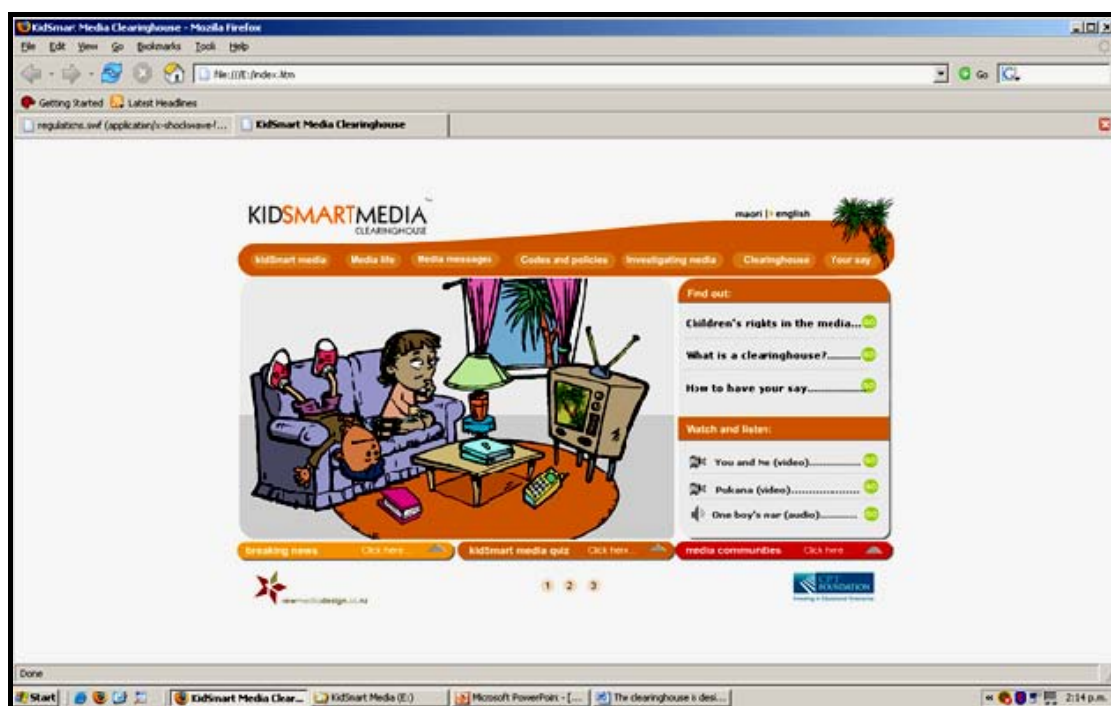 KidSmart Media Clearinghouse - Mozilla Firefox
File Edit View Go Bookmarks Tools Help
file:///E:/index.htm Go
Getting Started Latest Headlines
regulations.swf (application/x-shockwave-f... KidSmart Media Clearinghouse
KIDSMARTMEDIA
CLEARINGHOUSE
maori | english
kidSmart media Media life Media messages Codes and policies Investigating media Clearinghouse Your say
Find out:
Children's rights in the media...
What is a clearinghouse?..........
How to have your say...............
Watch and listen:
You and Me (video)............
Pukana (video).....................
One boy's war (audio)...........
breaking news Click here... kidSmart media quiz Click here... media communities Click here
1 2 3
FOUNDATION
Done
Start KidSmart Media Clear... KidSmart Media (E:) Microsoft PowerPoint - [... The clearinghouse is desi... 2:14 p.m.